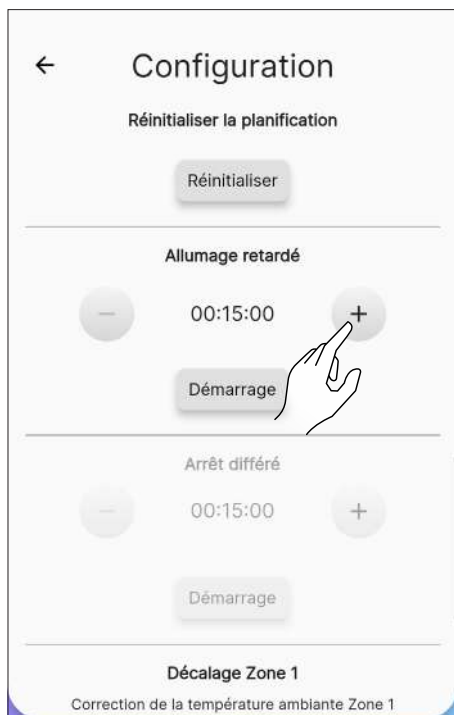 Configuration
Réinitialiser la planification
Réinitialiser
Allumage retardé
− 00:15:00 +
Démarrage
Arrêt différé
− 00:15:00 +
Démarrage
Décalage Zone 1
Correction de la température ambiante Zone 1